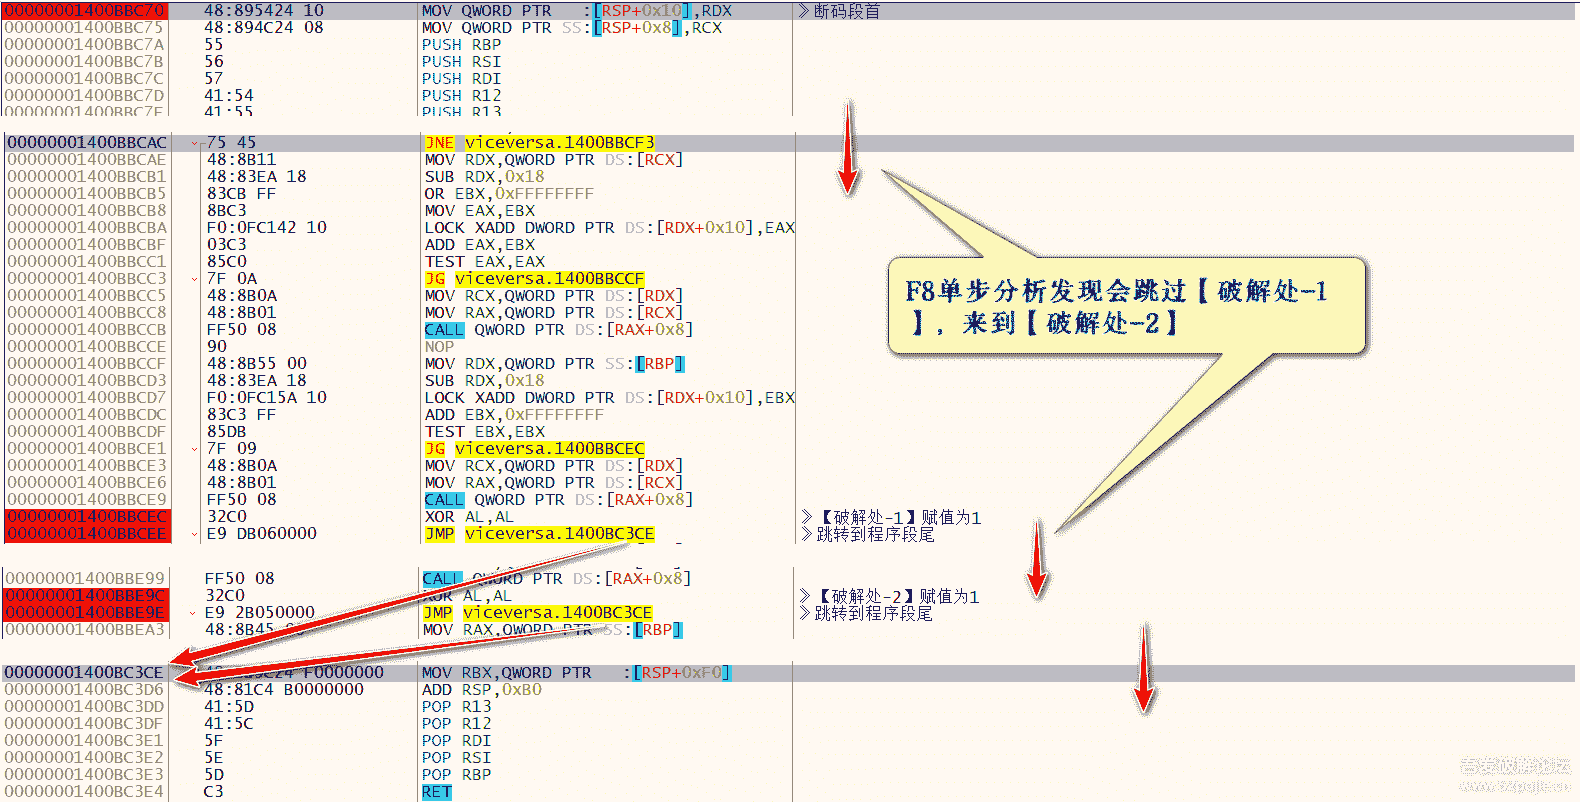 00000001400BBC70 48:895424 10 MOV QWORD PTR :[RSP+0x10],RDX 》断码段首
00000001400BBC75 48:894C24 08 MOV QWORD PTR SS:[RSP+0x8],RCX
00000001400BBC7A 55 PUSH RBP
00000001400BBC7B 56 PUSH RSI
00000001400BBC7C 57 PUSH RDI
00000001400BBC7D 41:54 PUSH R12
00000001400BBC7F 41:55 PUSH R13
00000001400BBCAC 75 45 JNE viceversa.1400BBCF3
00000001400BBCAE 48:8B11 MOV RDX,QWORD PTR DS:[RCX]
00000001400BBCB1 48:83EA 18 SUB RDX,0x18
00000001400BBCB5 83CB FF OR EBX,0xFFFFFFFF
00000001400BBCB8 8BC3 MOV EAX,EBX
00000001400BBCBA F0:0FC142 10 LOCK XADD DWORD PTR DS:[RDX+0x10],EAX
00000001400BBCBF 03C3 ADD EAX,EBX
00000001400BBCC1 85C0 TEST EAX,EAX
00000001400BBCC3 7F 0A JG viceversa.1400BBCCF
00000001400BBCC5 48:8B0A MOV RCX,QWORD PTR DS:[RDX]
00000001400BBCC8 48:8B01 MOV RAX,QWORD PTR DS:[RCX]
00000001400BBCCB FF50 08 CALL QWORD PTR DS:[RAX+0x8]
00000001400BBCCE 90 NOP
00000001400BBCCF 48:8B55 00 MOV RDX,QWORD PTR SS:[RBP]
00000001400BBCD3 48:83EA 18 SUB RDX,0x18
00000001400BBCD7 F0:0FC15A 10 LOCK XADD DWORD PTR DS:[RDX+0x10],EBX
00000001400BBCDC 83C3 FF ADD EBX,0xFFFFFFFF
00000001400BBCDF 85DB TEST EBX,EBX
00000001400BBCE1 7F 09 JG viceversa.1400BBCEC
00000001400BBCE3 48:8B0A MOV RCX,QWORD PTR DS:[RDX]
00000001400BBCE6 48:8B01 MOV RAX,QWORD PTR DS:[RCX]
00000001400BBCE9 FF50 08 CALL QWORD PTR DS:[RAX+0x8]
00000001400BBCEC 32C0 XOR AL,AL 》【破解处-1】赋值为1
00000001400BBCEE E9 DB060000 JMP viceversa.1400BC3CE 》跳转到程序段尾
F8单步分析发现会跳过【破解处-1
】，来到【破解处-2】
00000001400BBE99 FF50 08 CALL QWORD PTR DS:[RAX+0x8]
00000001400BBE9C 32C0 XOR AL,AL 》【破解处-2】赋值为1
00000001400BBE9E E9 2B050000 JMP viceversa.1400BC3CE 》跳转到程序段尾
00000001400BBEA3 48:8B45 MOV RAX,QWORD PTR SS:[RBP]
00000001400BC3CE F0000000 MOV RBX,QWORD PTR :[RSP+0xF0]
00000001400BC3D6 48:81C4 B0000000 ADD RSP,0xB0
00000001400BC3DD 41:5D POP R13
00000001400BC3DF 41:5C POP R12
00000001400BC3E1 5F POP RDI
00000001400BC3E2 5E POP RSI
00000001400BC3E3 5D POP RBP
00000001400BC3E4 C3 RET
吾爱破解论坛
www.52pojie.cn